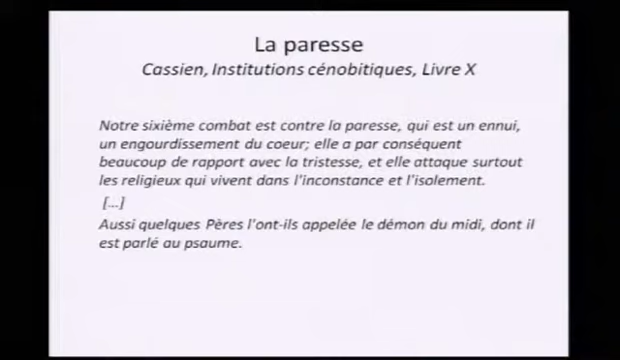 La paresse
Cassien, Institutions cénobitiques, Livre X
Notre sixième combat est contre la paresse, qui est un ennui,
un engourdissement du coeur; elle a par conséquent
beaucoup de rapport avec la tristesse, et elle attaque surtout
les religieux qui vivent dans l'inconstance et l'isolement.
[...]
Aussi quelques Pères l'ont-ils appelée le démon du midi, dont il
est parlé au psaume.